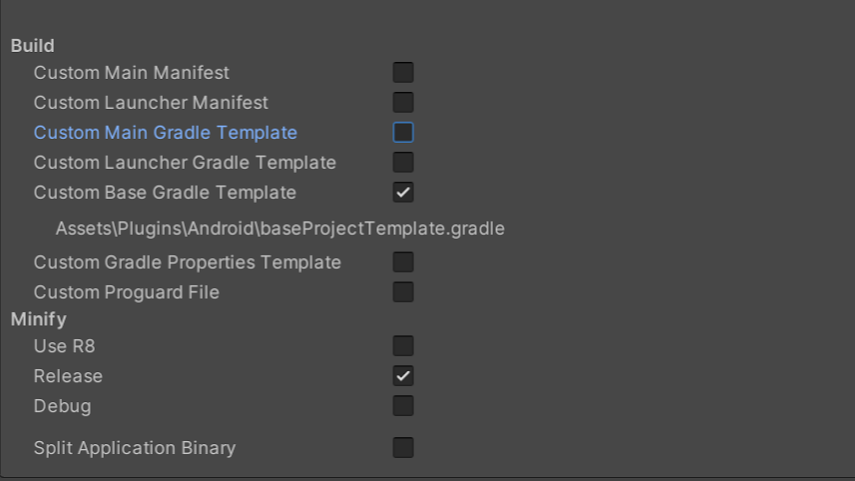 Build
Custom Main Manifest
Custom Launcher Manifest
Custom Main Gradle Template
Custom Launcher Gradle Template
Custom Base Gradle Template
Assets\Plugins\Android\baseProjectTemplate.gradle
Custom Gradle Properties Template
Custom Proguard File
Minify
Use R8
Release
Debug
Split Application Binary